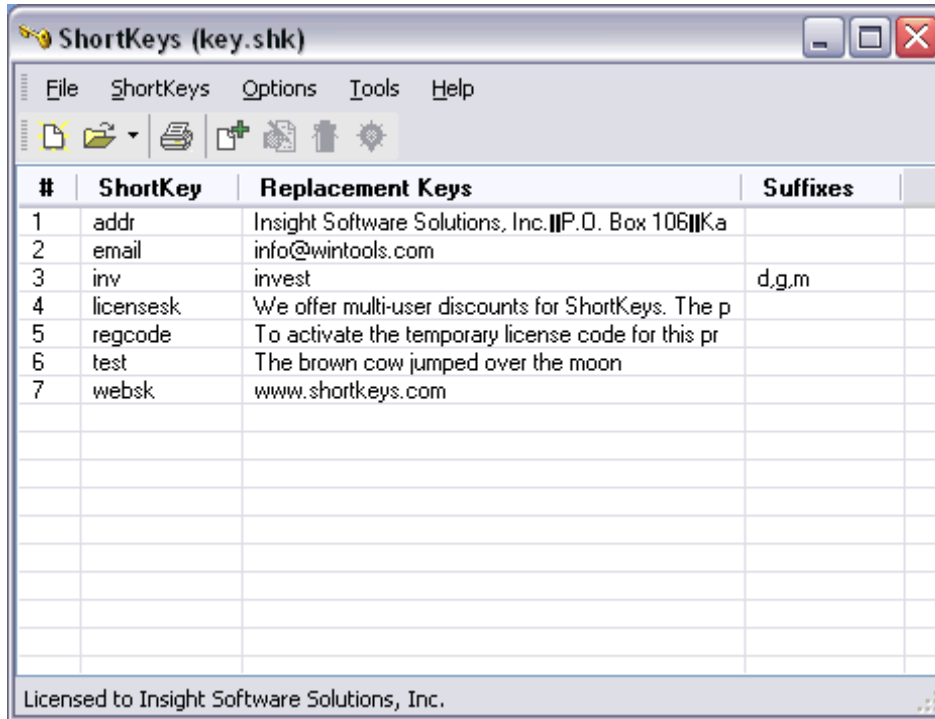 ShortKeys (key.shk)
File ShortKeys Options Tools Help
# ShortKey Replacement Keys Suffixes
1 addr Insight Software Solutions, Inc.||P.O. Box 106||Ka
2 email info@wintools.com
3 inv invest d,g,m
4 licensesk We offer multi-user discounts for ShortKeys. The p
5 regcode To activate the temporary license code for this pr
6 test The brown cow jumped over the moon
7 websk www.shortkeys.com
Licensed to Insight Software Solutions, Inc.